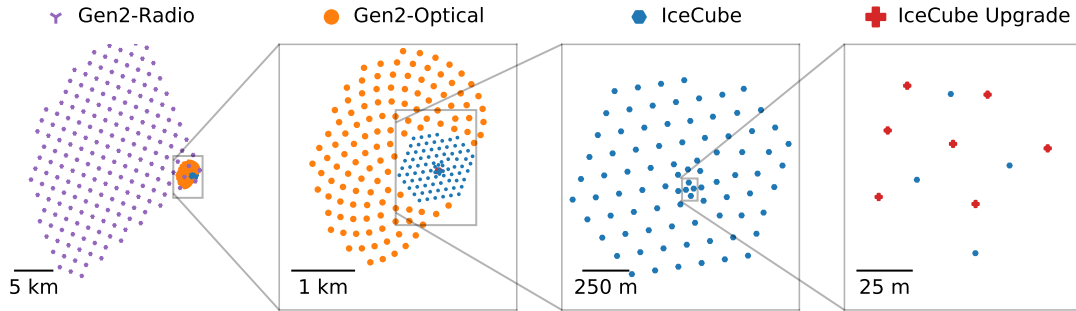 Gen2-Radio
Gen2-Optical
IceCube
IceCube Upgrade
5 km
1 km
250 m
25 m